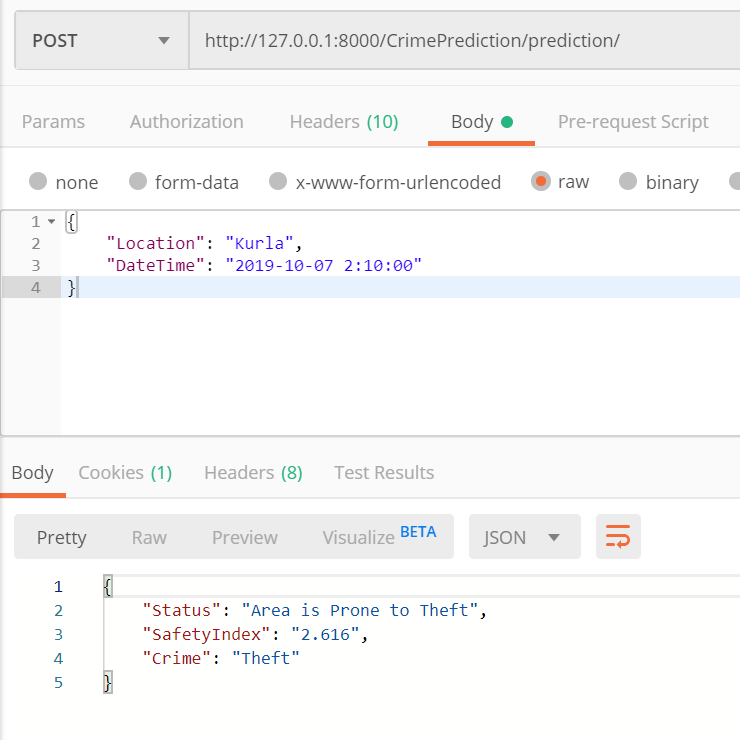 POST http://127.0.0.1:8000/CrimePrediction/prediction/
Params Authorization Headers (10) Body Pre-request Script
none form-data x-www-form-urlencoded raw binary
1 {
2 "Location": "Kurla",
3 "DateTime": "2019-10-07 2:10:00"
4 }
Body Cookies (1) Headers (8) Test Results
Pretty Raw Preview Visualize BETA JSON
1 {
2 "Status": "Area is Prone to Theft",
3 "SafetyIndex": "2.616",
4 "Crime": "Theft"
5 }